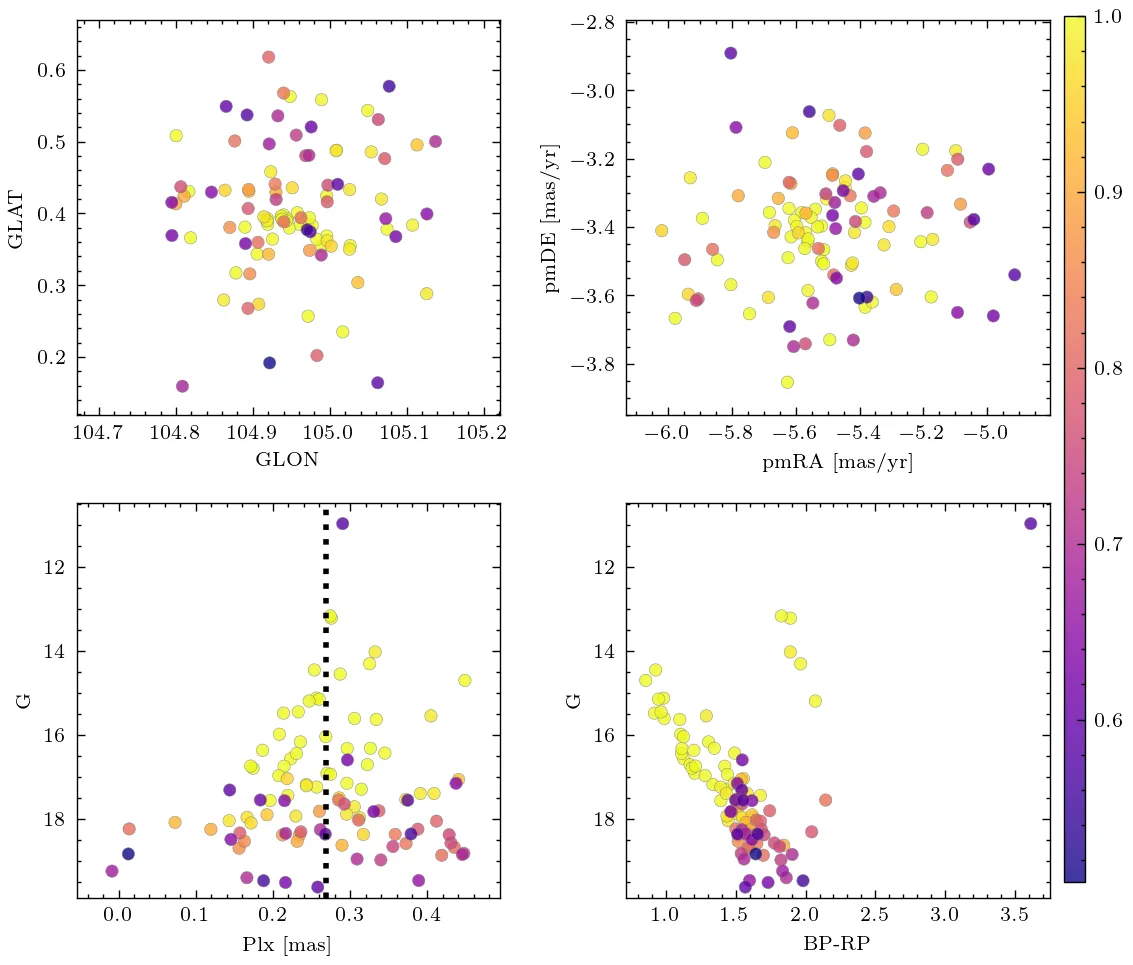 0.6
0.5
0.4
0.3
0.2
GLAT
104.7 104.8 104.9 105.0 105.1 105.2
GLON
−2.8
−3.0
−3.2
−3.4
−3.6
−3.8
pmDE [mas/yr]
−6.0 −5.8 −5.6 −5.4 −5.2 −5.0
pmRA [mas/yr]
12
14
16
18
G
0.0 0.1 0.2 0.3 0.4
Plx [mas]
12
14
16
18
G
1.0 1.5 2.0 2.5 3.0 3.5
BP-RP
1.0
0.9
0.8
0.7
0.6